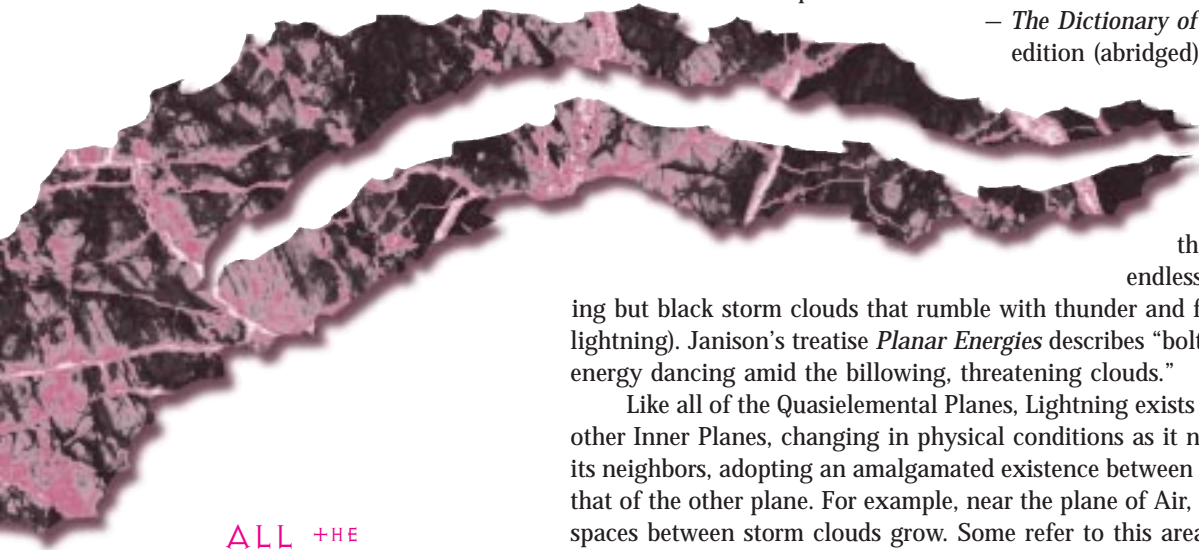 – The Dictionary of
edition (abridged)
endless
ing but black storm clouds that rumble with thunder and
lightning). Janison’s treatise Planar Energies describes “bolt
energy dancing amid the billowing, threatening clouds.”
Like all of the Quasielemental Planes, Lightning exists
other Inner Planes, changing in physical conditions as it
its neighbors, adopting an amalgamated existence between
that of the other plane. For example, near the plane of Air,
spaces between storm clouds grow. Some refer to this area
ALL THE